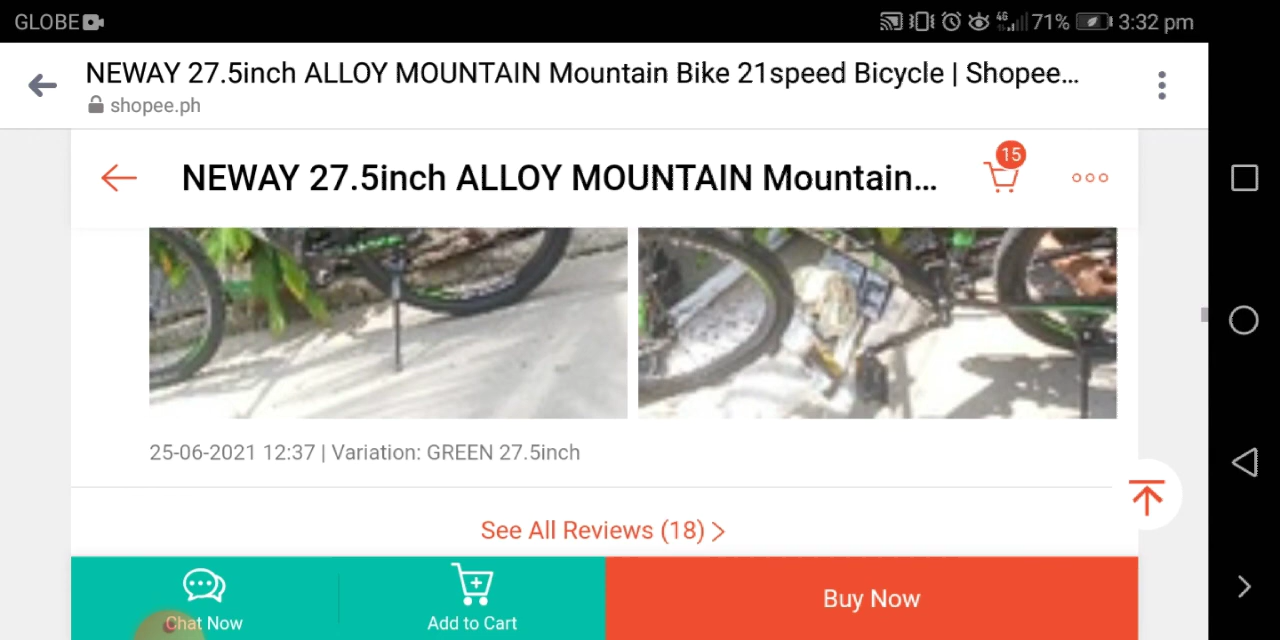 GLOBE 4G 71% 3:32 pm
NEWAY 27.5inch ALLOY MOUNTAIN Mountain Bike 21speed Bicycle | Shopee...
shopee.ph
15
NEWAY 27.5inch ALLOY MOUNTAIN Mountain...
25-06-2021 12:37 | Variation: GREEN 27.5inch
See All Reviews (18) >
Chat Now Add to Cart Buy Now